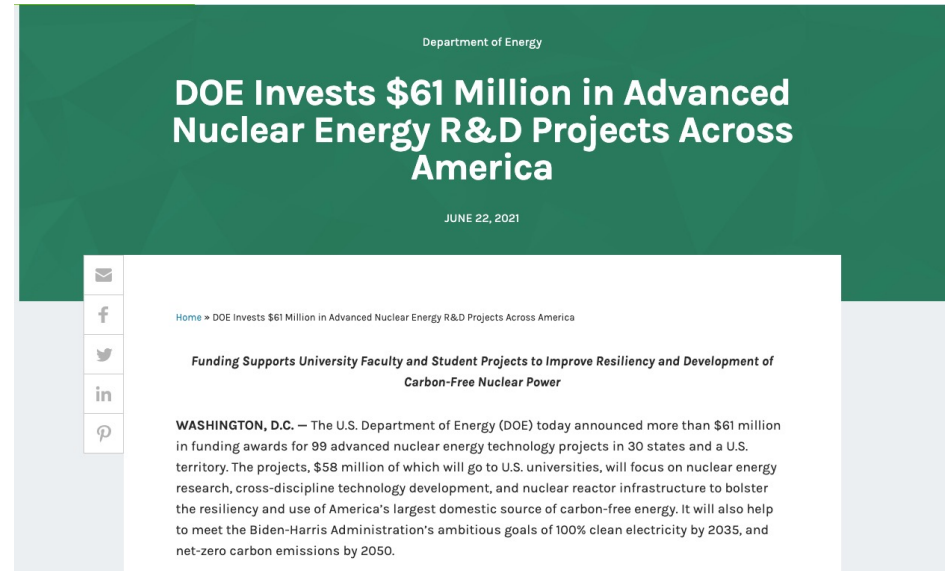 Department of Energy
DOE Invests $61 Million in Advanced
Nuclear Energy R&D Projects Across
America
JUNE 22, 2021
Home » DOE Invests $61 Million in Advanced Nuclear Energy R&D Projects Across America
Funding Supports University Faculty and Student Projects to Improve Resiliency and Development of
Carbon-Free Nuclear Power
WASHINGTON, D.C. — The U.S. Department of Energy (DOE) today announced more than $61 million
in funding awards for 99 advanced nuclear energy technology projects in 30 states and a U.S.
territory. The projects, $58 million of which will go to U.S. universities, will focus on nuclear energy
research, cross-discipline technology development, and nuclear reactor infrastructure to bolster
the resiliency and use of America’s largest domestic source of carbon-free energy. It will also help
to meet the Biden-Harris Administration’s ambitious goals of 100% clean electricity by 2035, and
net-zero carbon emissions by 2050.